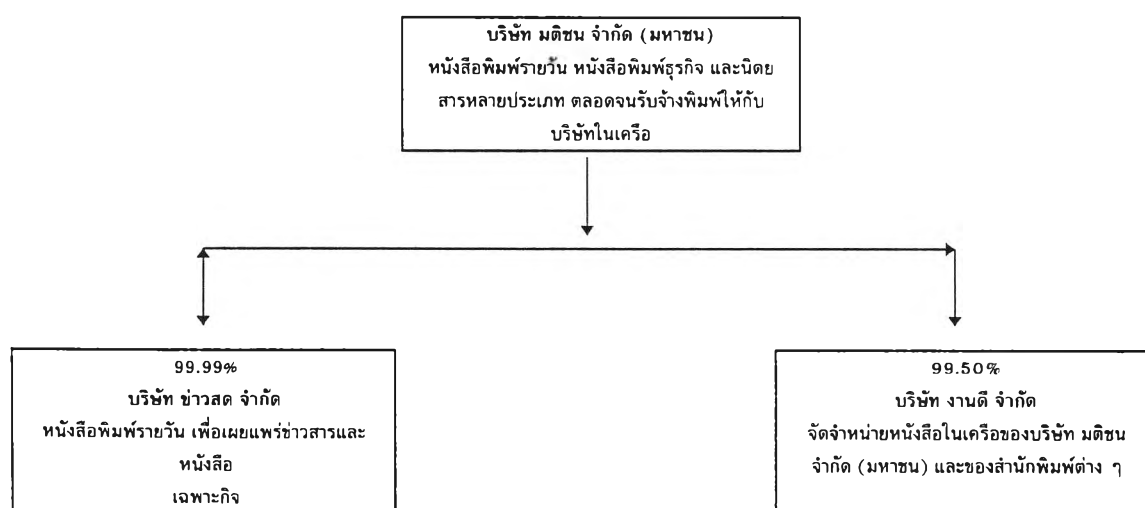 บริษัท มติชน จำกัด (มหาชน)
หนังสือพิมพ์รายวัน หนังสือพิมพ์ธุรกิจ และนิตย
สารหลายประเภท ตลอดจนรับจ้างพิมพ์ให้กับ
บริษัทในเครือ
99.99%
บริษัท ข่าวสด จำกัด
หนังสือพิมพ์รายวัน เพื่อเผยแพร่ข่าวสารและ
หนังสือ
เฉพาะกิจ
99.50%
บริษัท งานดี จำกัด
จัดจำหน่ายหนังสือในเครือของบริษัท มติชน
จำกัด (มหาชน) และของสำนักพิมพ์ต่าง ๆ